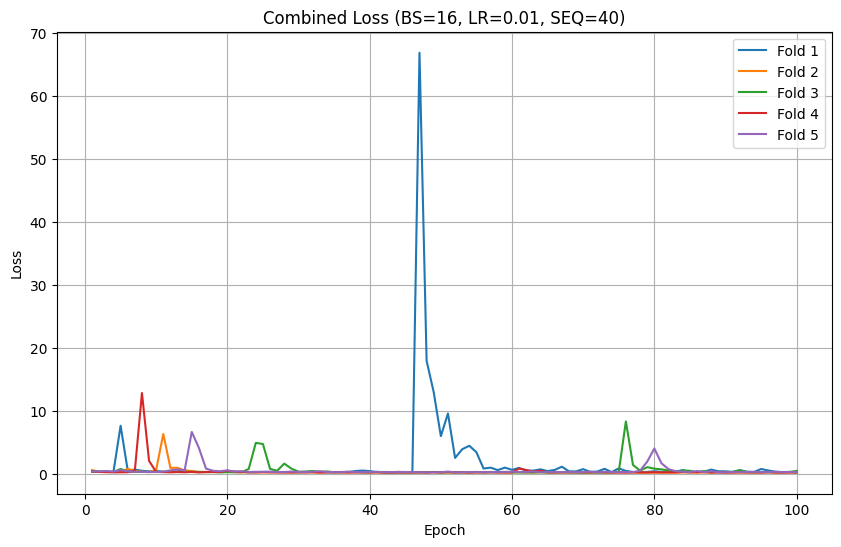 Combined Loss (BS=16, LR=0.01, SEQ=40)
70
60
50
40
30
20
10
0
Loss
0 20 40 60 80 100
Epoch
Fold 1
Fold 2
Fold 3
Fold 4
Fold 5